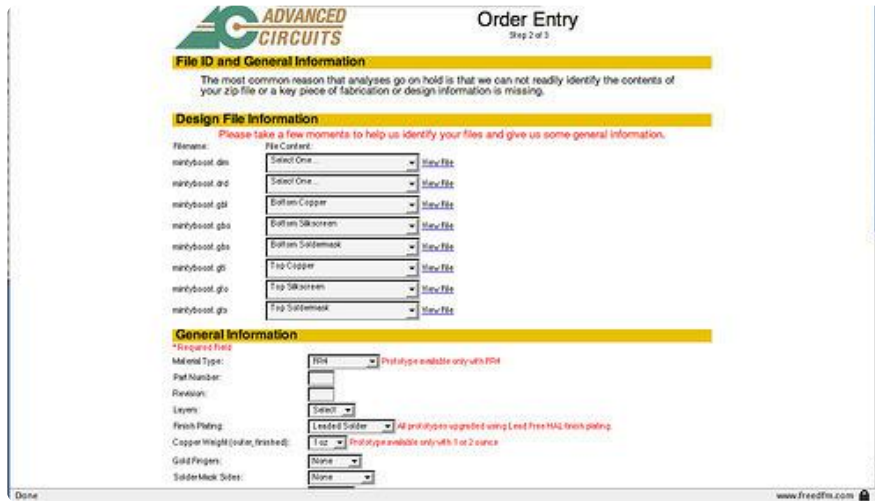 ADVANCED
CIRCUITS
Order Entry
Step 2 of 3
File ID and General Information
The most common reason that analyses go on hold is that we can not readily identify the contents of
your zip file or a key piece of fabrication or design information is missing.
Design File Information
Please take a few moments to help us identify your files and give us some general information.
Filename: File Content:
mintyboost.dim Select One... View File
mintyboost.drd Select One... View File
mintyboost.gbl Bottom Copper View File
mintyboost.gbo Bottom Silkscreen View File
mintyboost.gbs Bottom Soldermask View File
mintyboost.gtl Top Copper View File
mintyboost.gto Top Silkscreen View File
mintyboost.gts Top Soldermask View File
General Information
*Required Field
Material Type: FR4 Prototype available only with FR4
Part Number:
Revision:
Layers: Select
Finish Plating: Leaded Solder All prototypes upgraded using Lead Free HAL finish plating
Copper Weight (outer, finished): 1 oz Prototype available only with 1 or 2 ounce
Gold Fingers: None
SolderMask Sides: None
Done www.freedfm.com